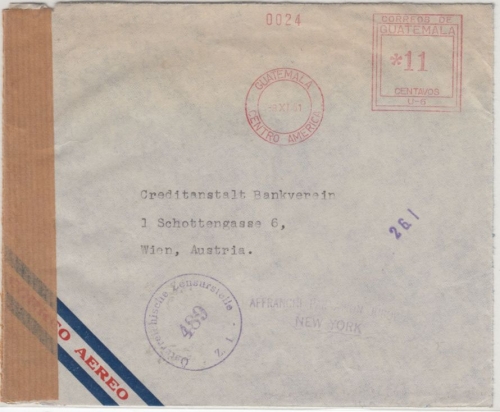 0024
CORREOS DE
GUATEMALA
*11
CENTAVOS
U-6
GUATEMALA
CENTRO AMERICA
Creditanstalt Bankverein
1 Schottengasse 6,
Wien, Austria.
261
Österreichische Zensurstelle
489
NEW YORK
AEREO